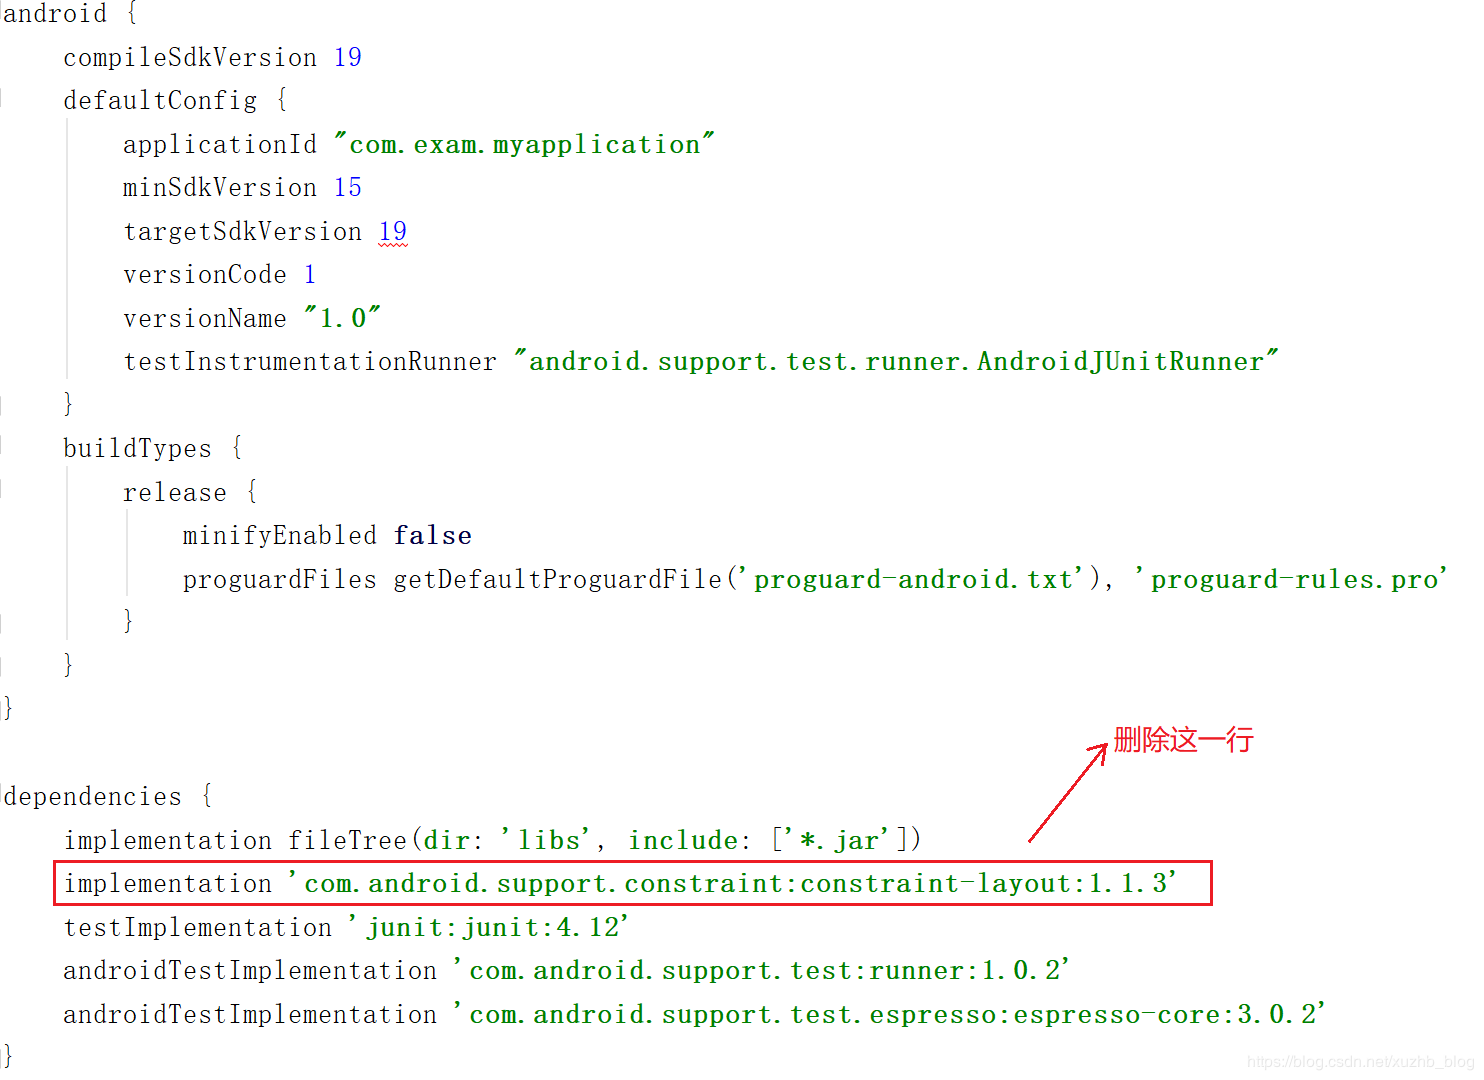 android {
    compileSdkVersion 19
    defaultConfig {
        applicationId "com.exam.myapplication"
        minSdkVersion 15
        targetSdkVersion 19
        versionCode 1
        versionName "1.0"
        testInstrumentationRunner "android.support.test.runner.AndroidJUnitRunner"
    }
    buildTypes {
        release {
            minifyEnabled false
            proguardFiles getDefaultProguardFile('proguard-android.txt'), 'proguard-rules.pro'
        }
    }
}
删除这一行
dependencies {
    implementation fileTree(dir: 'libs', include: ['*.jar'])
    implementation 'com.android.support.constraint:constraint-layout:1.1.3'
    testImplementation 'junit:junit:4.12'
    androidTestImplementation 'com.android.support.test:runner:1.0.2'
    androidTestImplementation 'com.android.support.test.espresso:espresso-core:3.0.2'
}
https://blog.csdn.net/xuzhb_blog